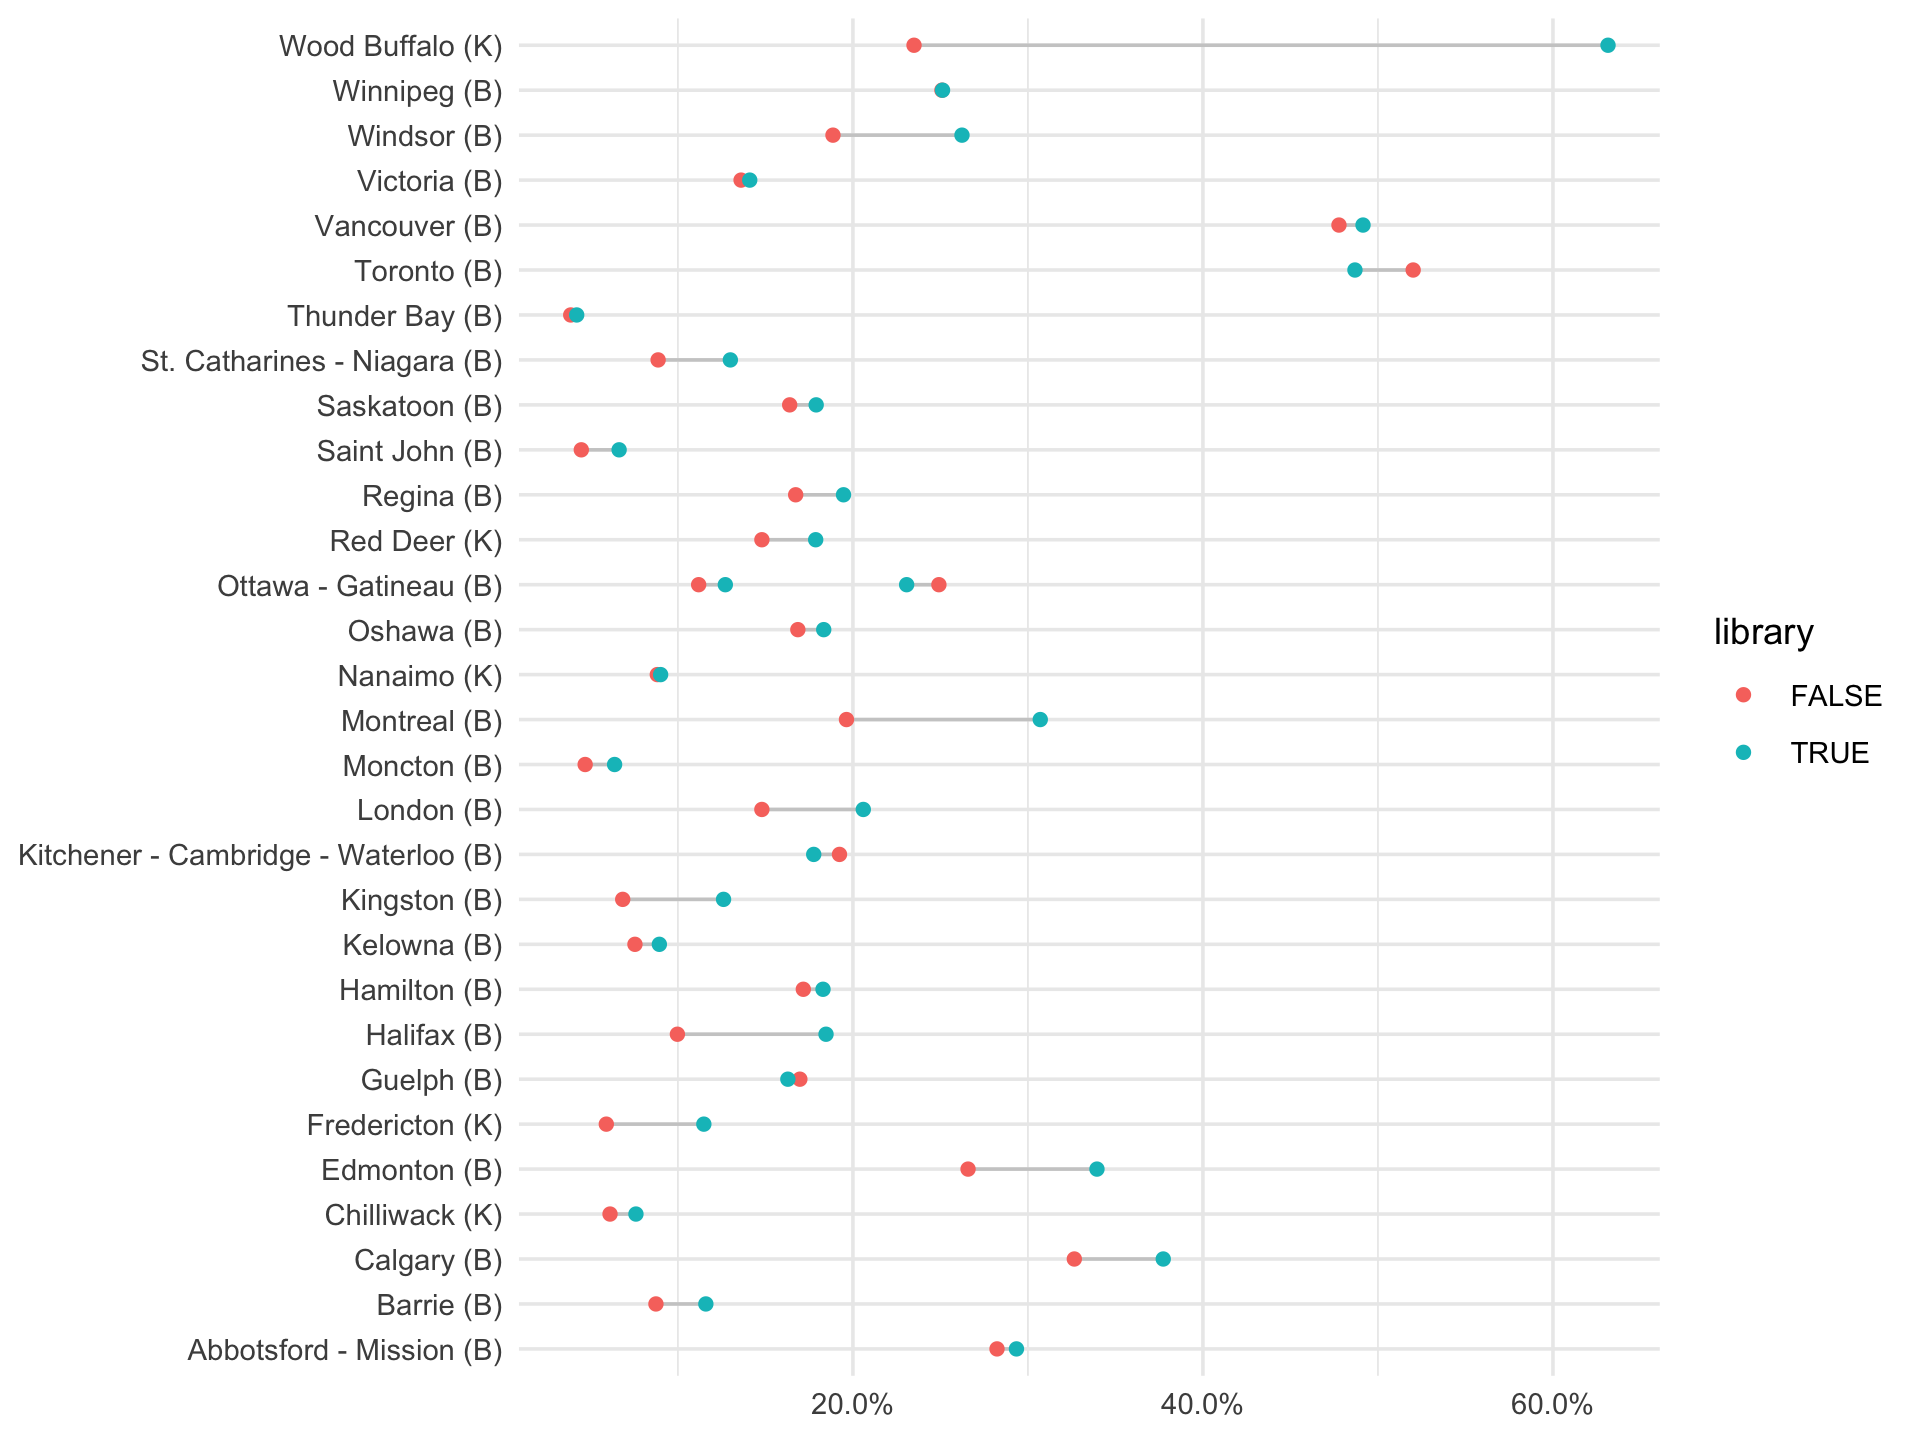 Wood Buffalo (K)
Winnipeg (B)
Windsor (B)
Victoria (B)
Vancouver (B)
Toronto (B)
Thunder Bay (B)
St. Catharines - Niagara (B)
Saskatoon (B)
Saint John (B)
Regina (B)
Red Deer (K)
Ottawa - Gatineau (B)
Oshawa (B)
Nanaimo (K)
Montreal (B)
Moncton (B)
London (B)
Kitchener - Cambridge - Waterloo (B)
Kingston (B)
Kelowna (B)
Hamilton (B)
Halifax (B)
Guelph (B)
Fredericton (K)
Edmonton (B)
Chilliwack (K)
Calgary (B)
Barrie (B)
Abbotsford - Mission (B)
20.0% 40.0% 60.0%
library
FALSE
TRUE